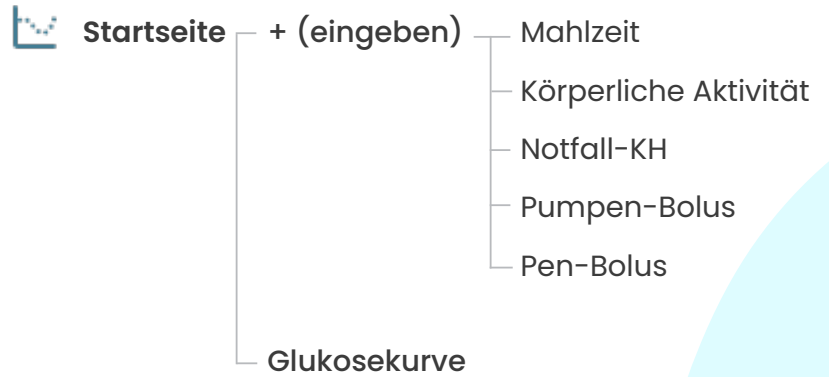 Startseite + (eingeben) Mahlzeit
Körperliche Aktivität
Notfall-KH
Pumpen-Bolus
Pen-Bolus
Glukosekurve